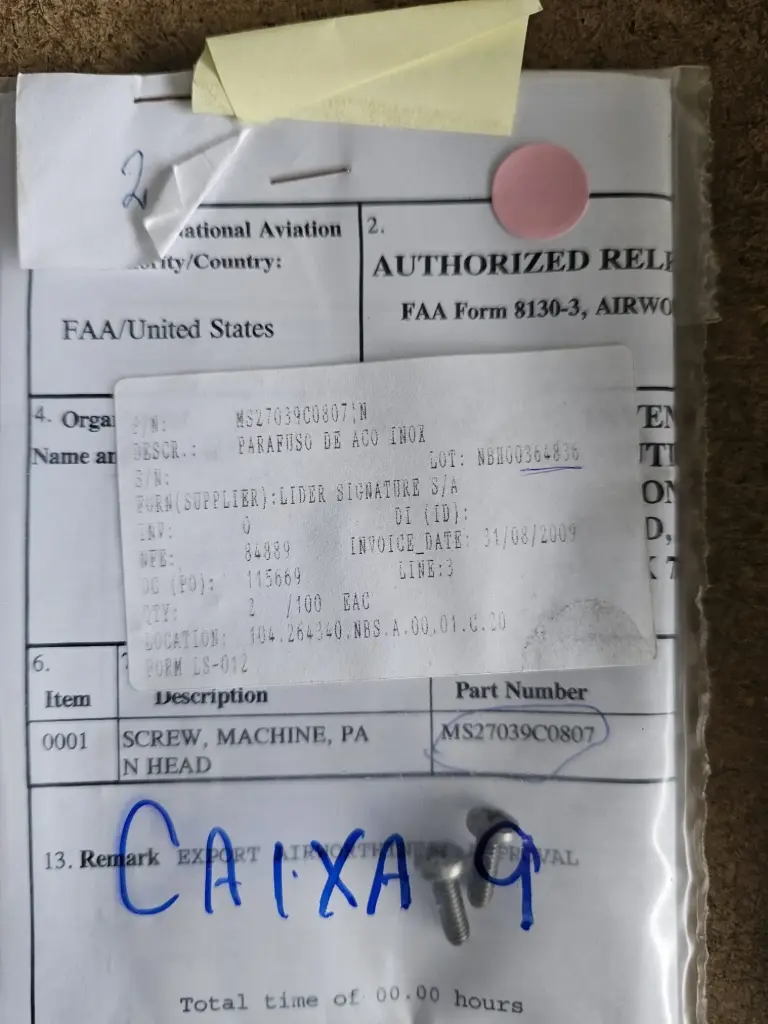 2
ational Aviation
ity/Country:
FAA/United States
2.
AUTHORIZED REL
FAA Form 8130-3, AIRWO
4. Orga
Name an
P/N: MS27039C0807¦N
DESCR.: PARAFUSO DE ACO INOX
S/N: LOT: NBH00364836
FORN(SUPPLIER):LIDER SIGNATURE S/A
INV: 0 DI (ID):
NFE: 84889 INVOICE_DATE: 31/08/2009
OC (PO): 115669 LINE:3
QTY: 2 /100 EAC
LOCATION: 104.264340.NBS.A.00.01.C.20
FORM LS-012
6.
Item Description Part Number
0001 SCREW, MACHINE, PA MS27039C0807
N HEAD
13. Remark EXPORT AIRWORTHINESS APPROVAL
CAIXA 9
Total time of 00.00 hours